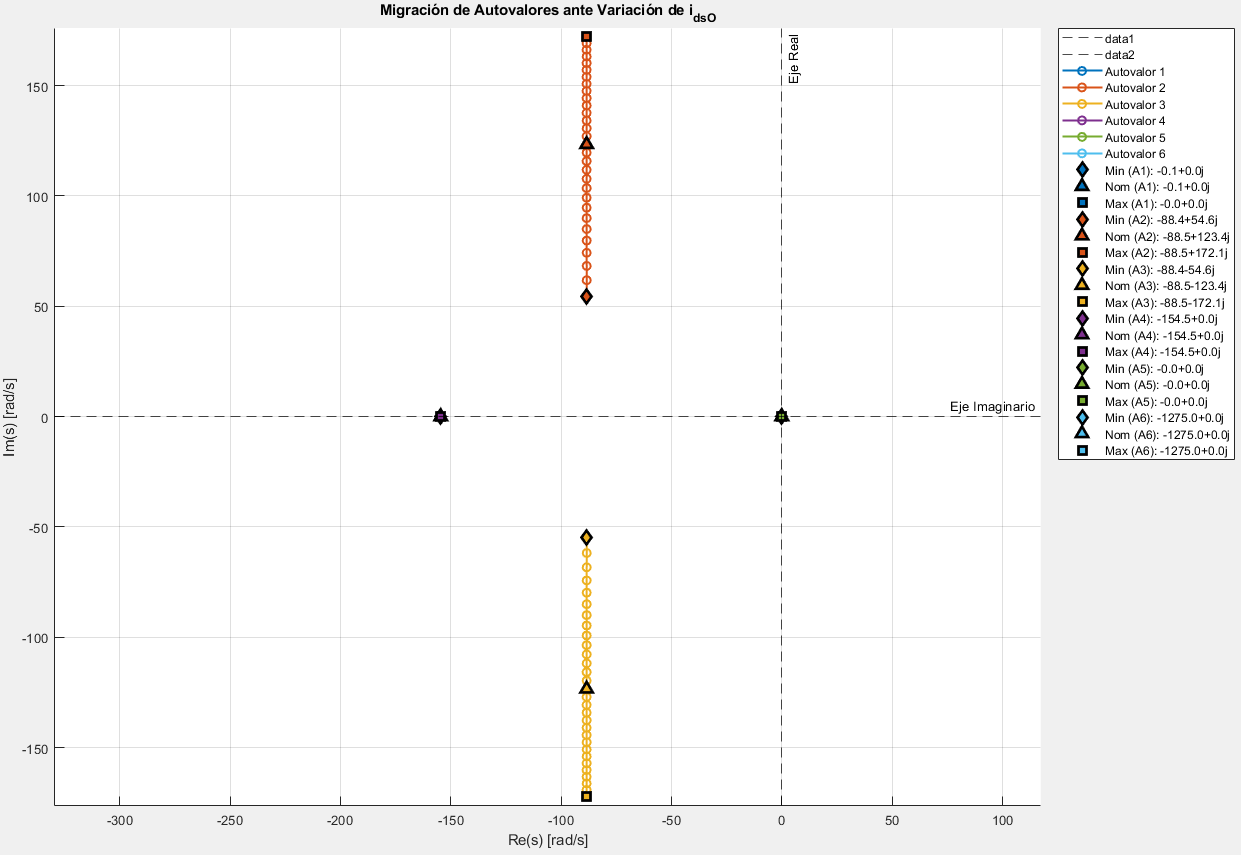 Migración de Autovalores ante Variación de i_dsO
Eje Real
Eje Imaginario
150
100
50
0
-50
-100
-150
Im(s) [rad/s]
-300
-250
-200
-150
-100
-50
0
50
100
Re(s) [rad/s]
data1
data2
Autovalor 1
Autovalor 2
Autovalor 3
Autovalor 4
Autovalor 5
Autovalor 6
Min (A1): -0.1+0.0j
Nom (A1): -0.1+0.0j
Max (A1): -0.0+0.0j
Min (A2): -88.4+54.6j
Nom (A2): -88.5+123.4j
Max (A2): -88.5+172.1j
Min (A3): -88.4-54.6j
Nom (A3): -88.5-123.4j
Max (A3): -88.5-172.1j
Min (A4): -154.5+0.0j
Nom (A4): -154.5+0.0j
Max (A4): -154.5+0.0j
Min (A5): -0.0+0.0j
Nom (A5): -0.0+0.0j
Max (A5): -0.0+0.0j
Min (A6): -1275.0+0.0j
Nom (A6): -1275.0+0.0j
Max (A6): -1275.0+0.0j